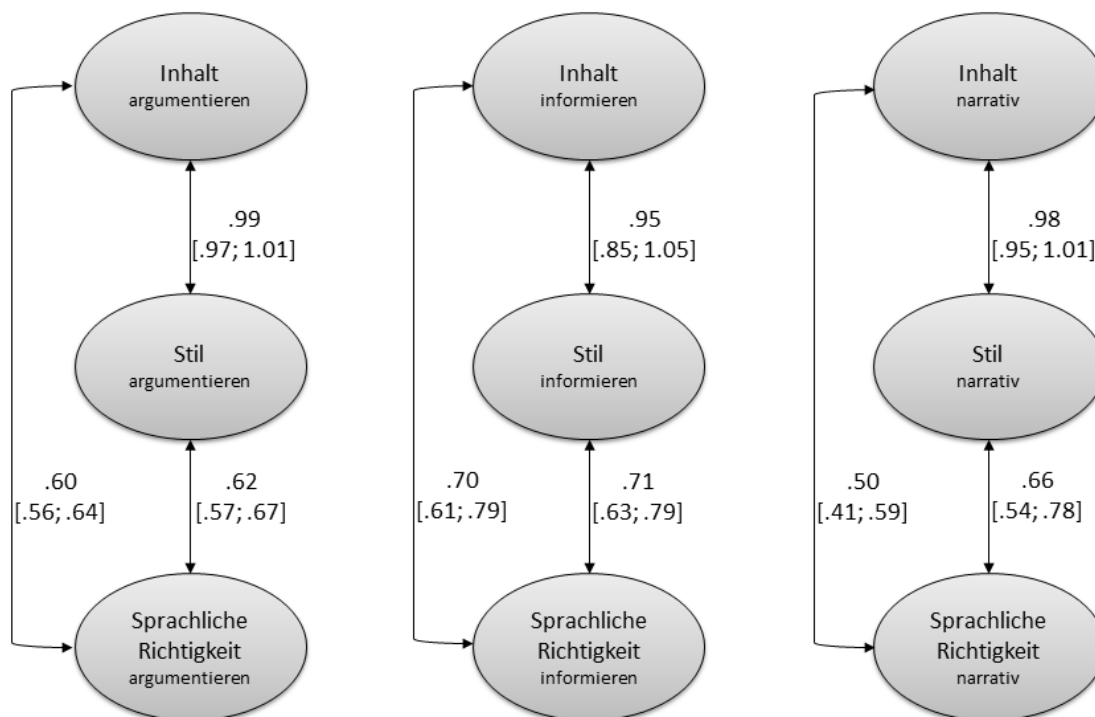 Inhalt
argumentieren
Inhalt
informieren
Inhalt
narrativ
.99
[.97; 1.01]
.95
[.85; 1.05]
.98
[.95; 1.01]
Stil
argumentieren
Stil
informieren
Stil
narrativ
.60
[.56; .64]
.62
[.57; .67]
.70
[.61; .79]
.71
[.63; .79]
.50
[.41; .59]
.66
[.54; .78]
Sprachliche
Richtigkeit
argumentieren
Sprachliche
Richtigkeit
informieren
Sprachliche
Richtigkeit
narrativ